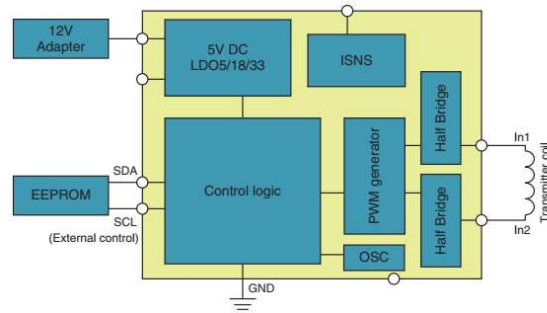 12V
Adapter
5V DC
LDO5/18/33
ISNS
Half Bridge
In1
SDA
EEPROM
SCL
(External control)
Control logic
PWM generator
Half Bridge
Transmitter coil
In2
OSC
GND